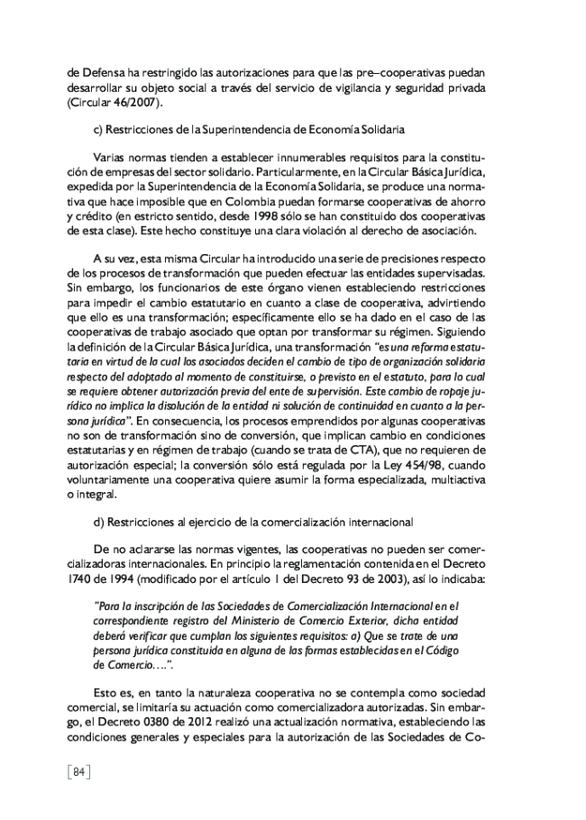 de Defensa ha restringido las autorizaciones para que las pre–cooperativas puedan
desarrollar su objeto social a través del servicio de vigilancia y seguridad privada
(Circular 46/2007).
c) Restricciones de la Superintendencia de Economía Solidaria
Varias normas tienden a establecer innumerables requisitos para la constitu-
ción de empresas del sector solidario. Particularmente, en la Circular Básica Jurídica,
expedida por la Superintendencia de la Economía Solidaria, se produce una norma-
tiva que hace imposible que en Colombia puedan formarse cooperativas de ahorro
y crédito (en estricto sentido, desde 1998 sólo se han constituido dos cooperativas
de esta clase). Este hecho constituye una clara violación al derecho de asociación.
A su vez, esta misma Circular ha introducido una serie de precisiones respecto
de los procesos de transformación que pueden efectuar las entidades supervisadas.
Sin embargo, los funcionarios de este órgano vienen estableciendo restricciones
para impedir el cambio estatutario en cuanto a clase de cooperativa, advirtiendo
que ello es una transformación; específicamente ello se ha dado en el caso de las
cooperativas de trabajo asociado que optan por transformar su régimen. Siguiendo
la definición de la Circular Básica Jurídica, una transformación "es una reforma estatu-
taria en virtud de la cual los asociados deciden el cambio de tipo de organización solidaria
respecto del adoptado al momento de constituirse, o previsto en el estatuto, para lo cual
se requiere obtener autorización previa del ente de supervisión. Este cambio de ropaje ju-
rídico no implica la disolución de la entidad ni solución de continuidad en cuanto a la per-
sona jurídica". En consecuencia, los procesos emprendidos por algunas cooperativas
no son de transformación sino de conversión, que implican cambio en condiciones
estatutarias y en régimen de trabajo (cuando se trata de CTA), que no requieren de
autorización especial; la conversión sólo está regulada por la Ley 454/98, cuando
voluntariamente una cooperativa quiere asumir la forma especializada, multiactiva
o integral.
d) Restricciones al ejercicio de la comercialización internacional
De no aclararse las normas vigentes, las cooperativas no pueden ser comer-
cializadoras internacionales. En principio la reglamentación contenida en el Decreto
1740 de 1994 (modificado por el artículo 1 del Decreto 93 de 2003), así lo indicaba:
"Para la inscripción de las Sociedades de Comercialización Internacional en el
correspondiente registro del Ministerio de Comercio Exterior, dicha entidad
deberá verificar que cumplan los siguientes requisitos: a) Que se trate de una
persona jurídica constituida en alguna de las formas establecidas en el Código
de Comercio….".
Esto es, en tanto la naturaleza cooperativa no se contempla como sociedad
comercial, se limitaría su actuación como comercializadora autorizadas. Sin embar-
go, el Decreto 0380 de 2012 realizó una actualización normativa, estableciendo las
condiciones generales y especiales para la autorización de las Sociedades de Co-
[84]